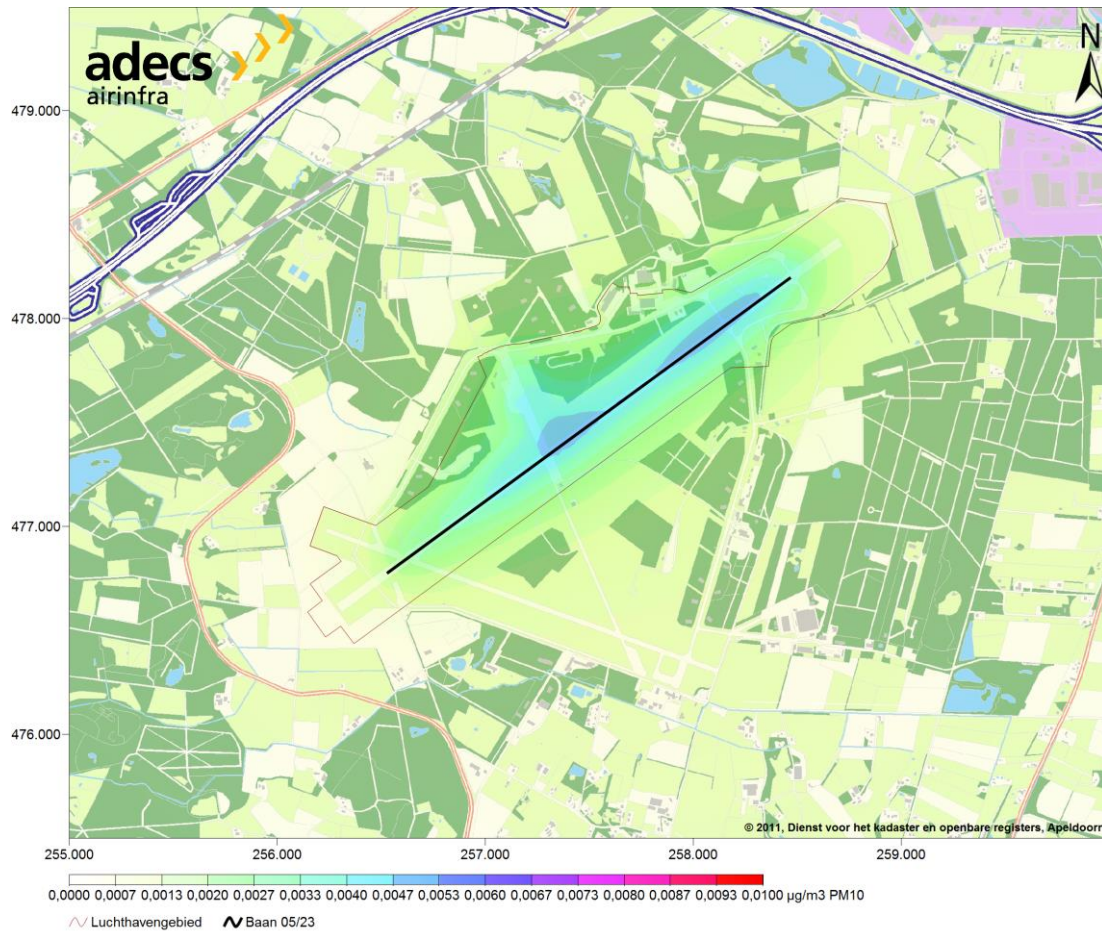 adecs
airinfra
N
479.000
478.000
477.000
476.000
© 2011, Dienst voor het kadaster en openbare registers, Apeldoorn
255.000 256.000 257.000 258.000 259.000
0,0000 0,0007 0,0013 0,0020 0,0027 0,0033 0,0040 0,0047 0,0053 0,0060 0,0067 0,0073 0,0080 0,0087 0,0093 0,0100 µg/m3 PM10
Luchthavengebied Baan 05/23